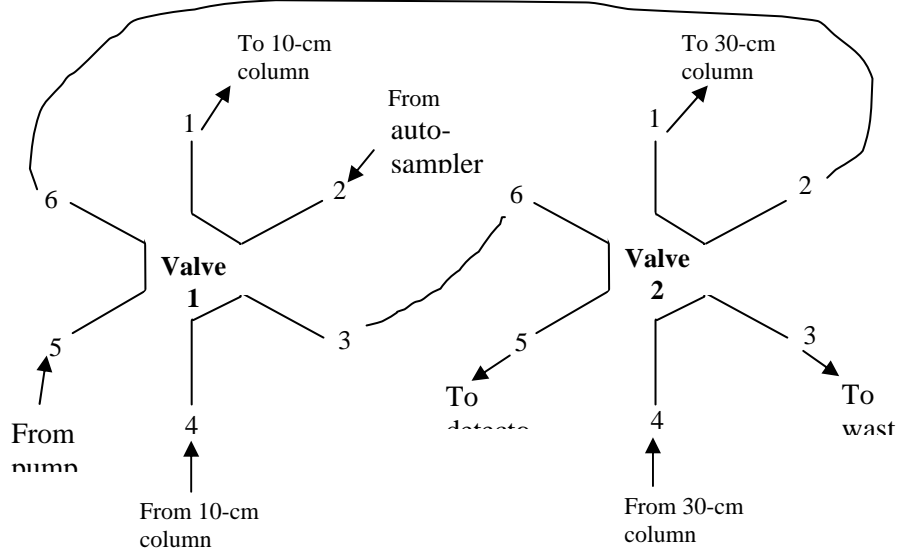 To 10-cm
column
To 30-cm
column
From
auto-
sampler
1
1
2
2
6
6
Valve
1
Valve
2
5
3
5
3
4
4
From
pump
To
To
From 10-cm
column
From 30-cm
column